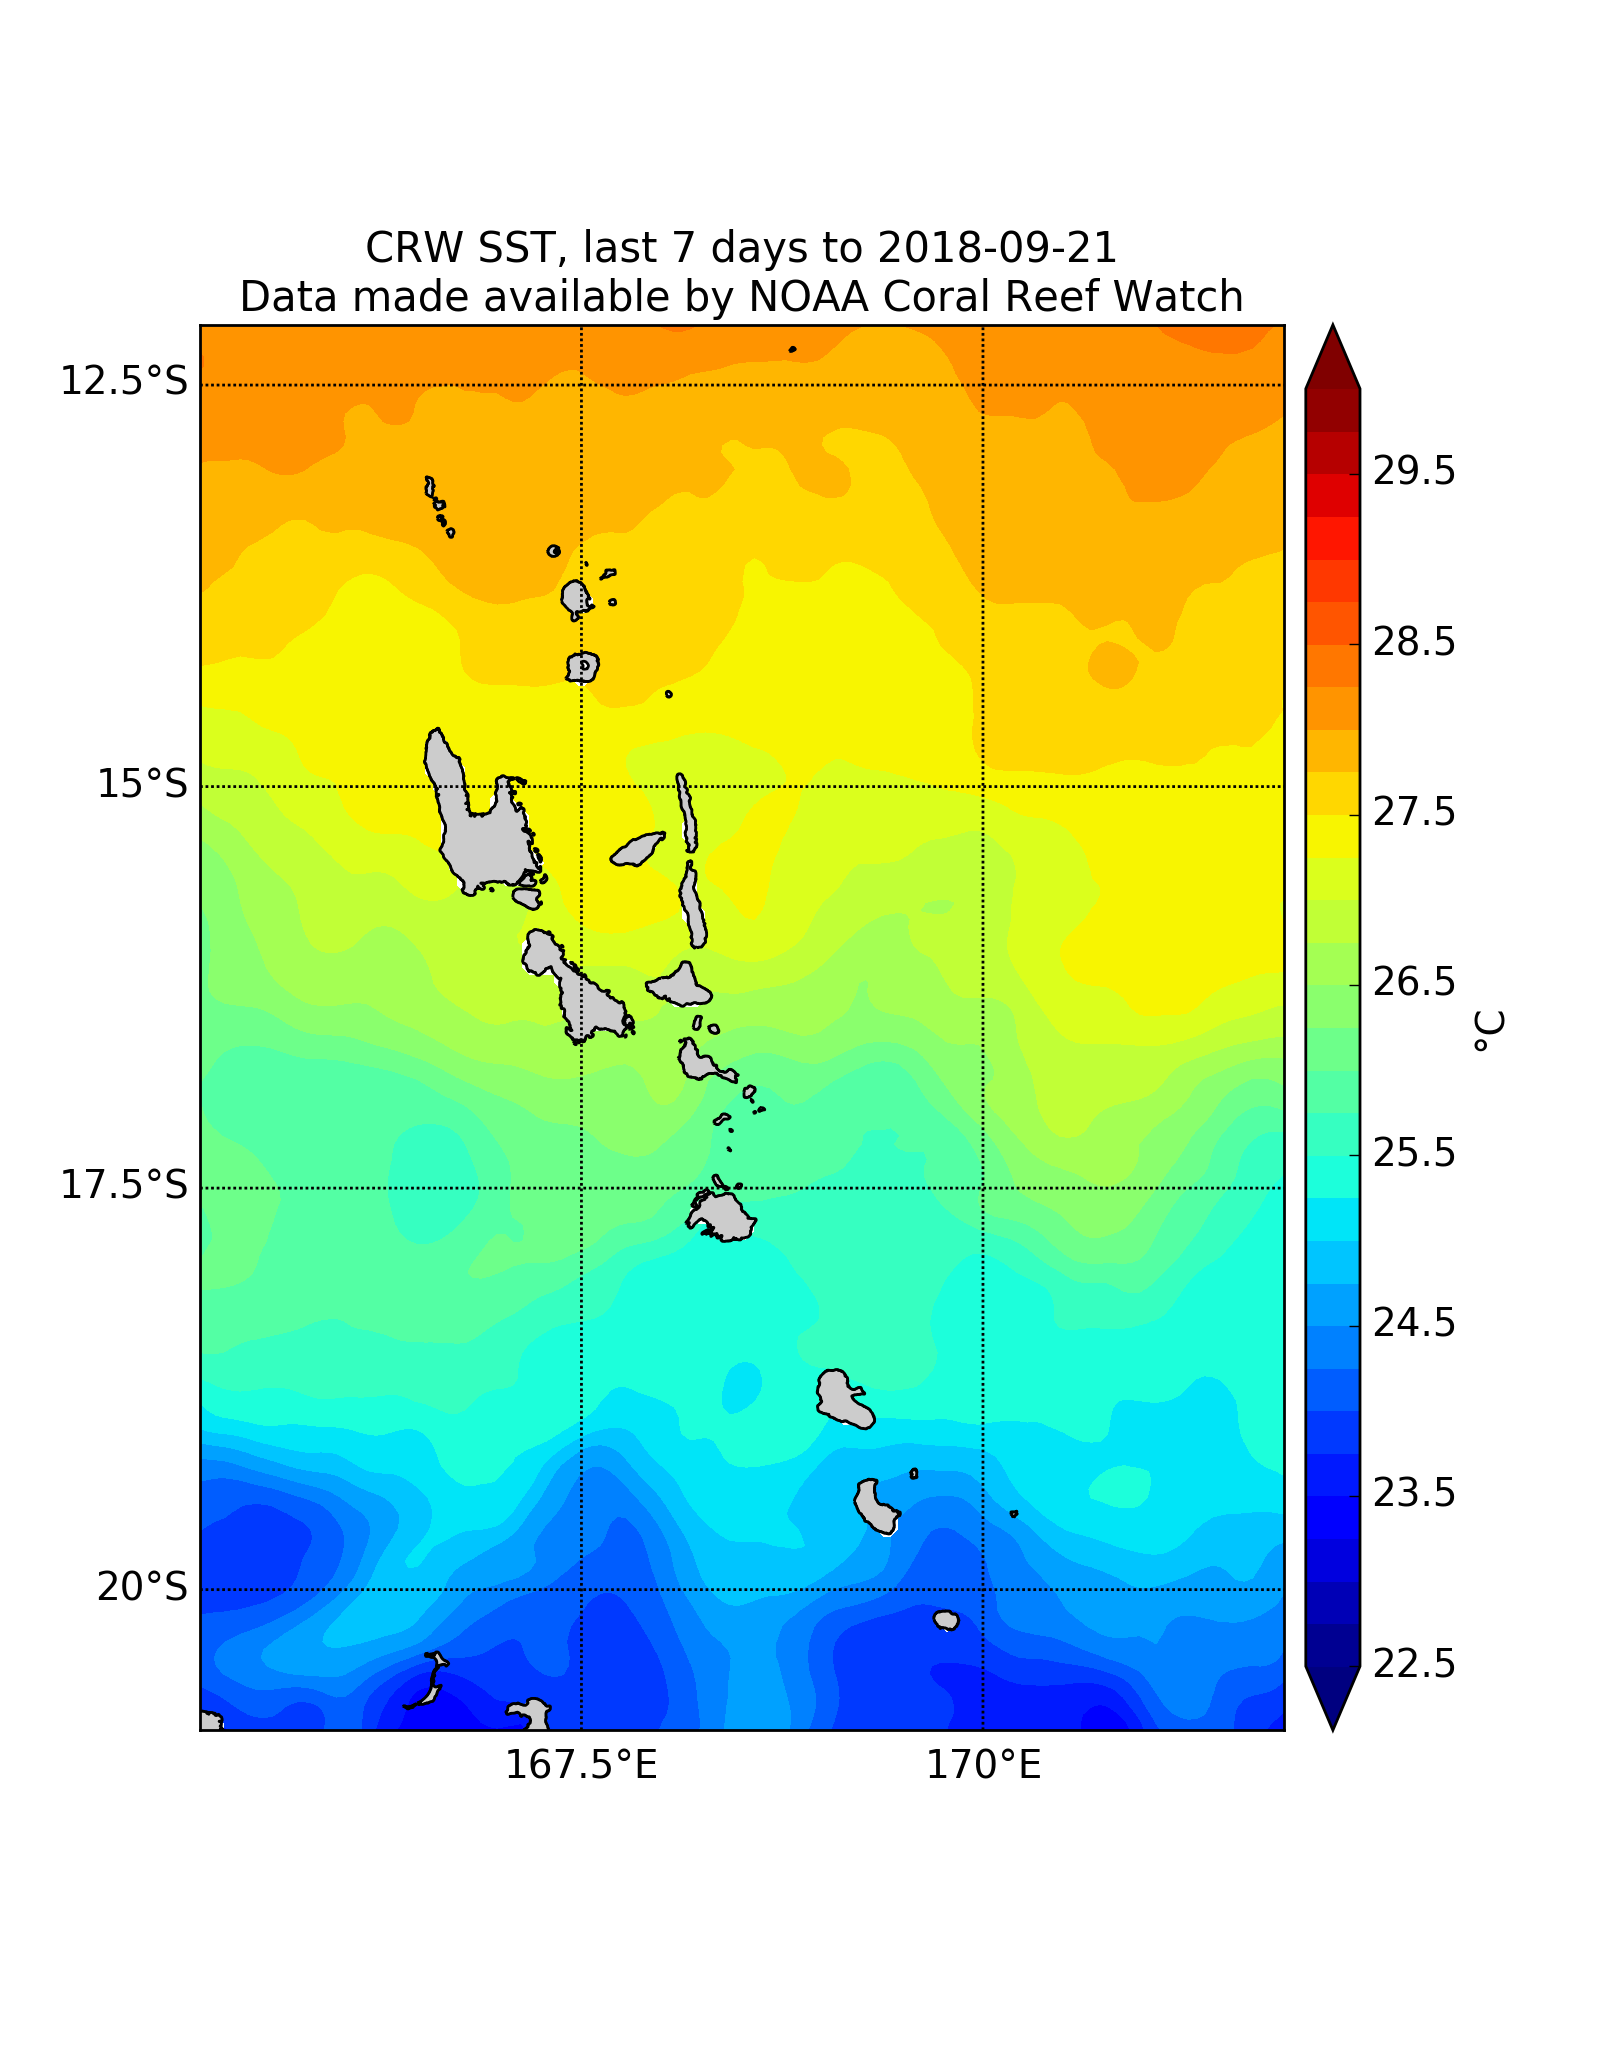 CRW SST, last 7 days to 2018-09-21
Data made available by NOAA Coral Reef Watch
12.5°S
15°S
17.5°S
20°S
167.5°E
170°E
29.5
28.5
27.5
26.5
25.5
24.5
23.5
22.5
°C